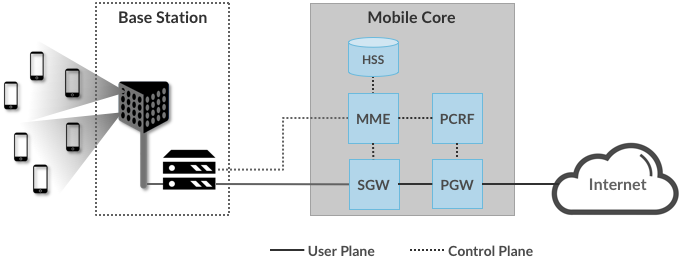 Base Station
Mobile Core
HSS
MME
PCRF
SGW
PGW
Internet
User Plane
Control Plane